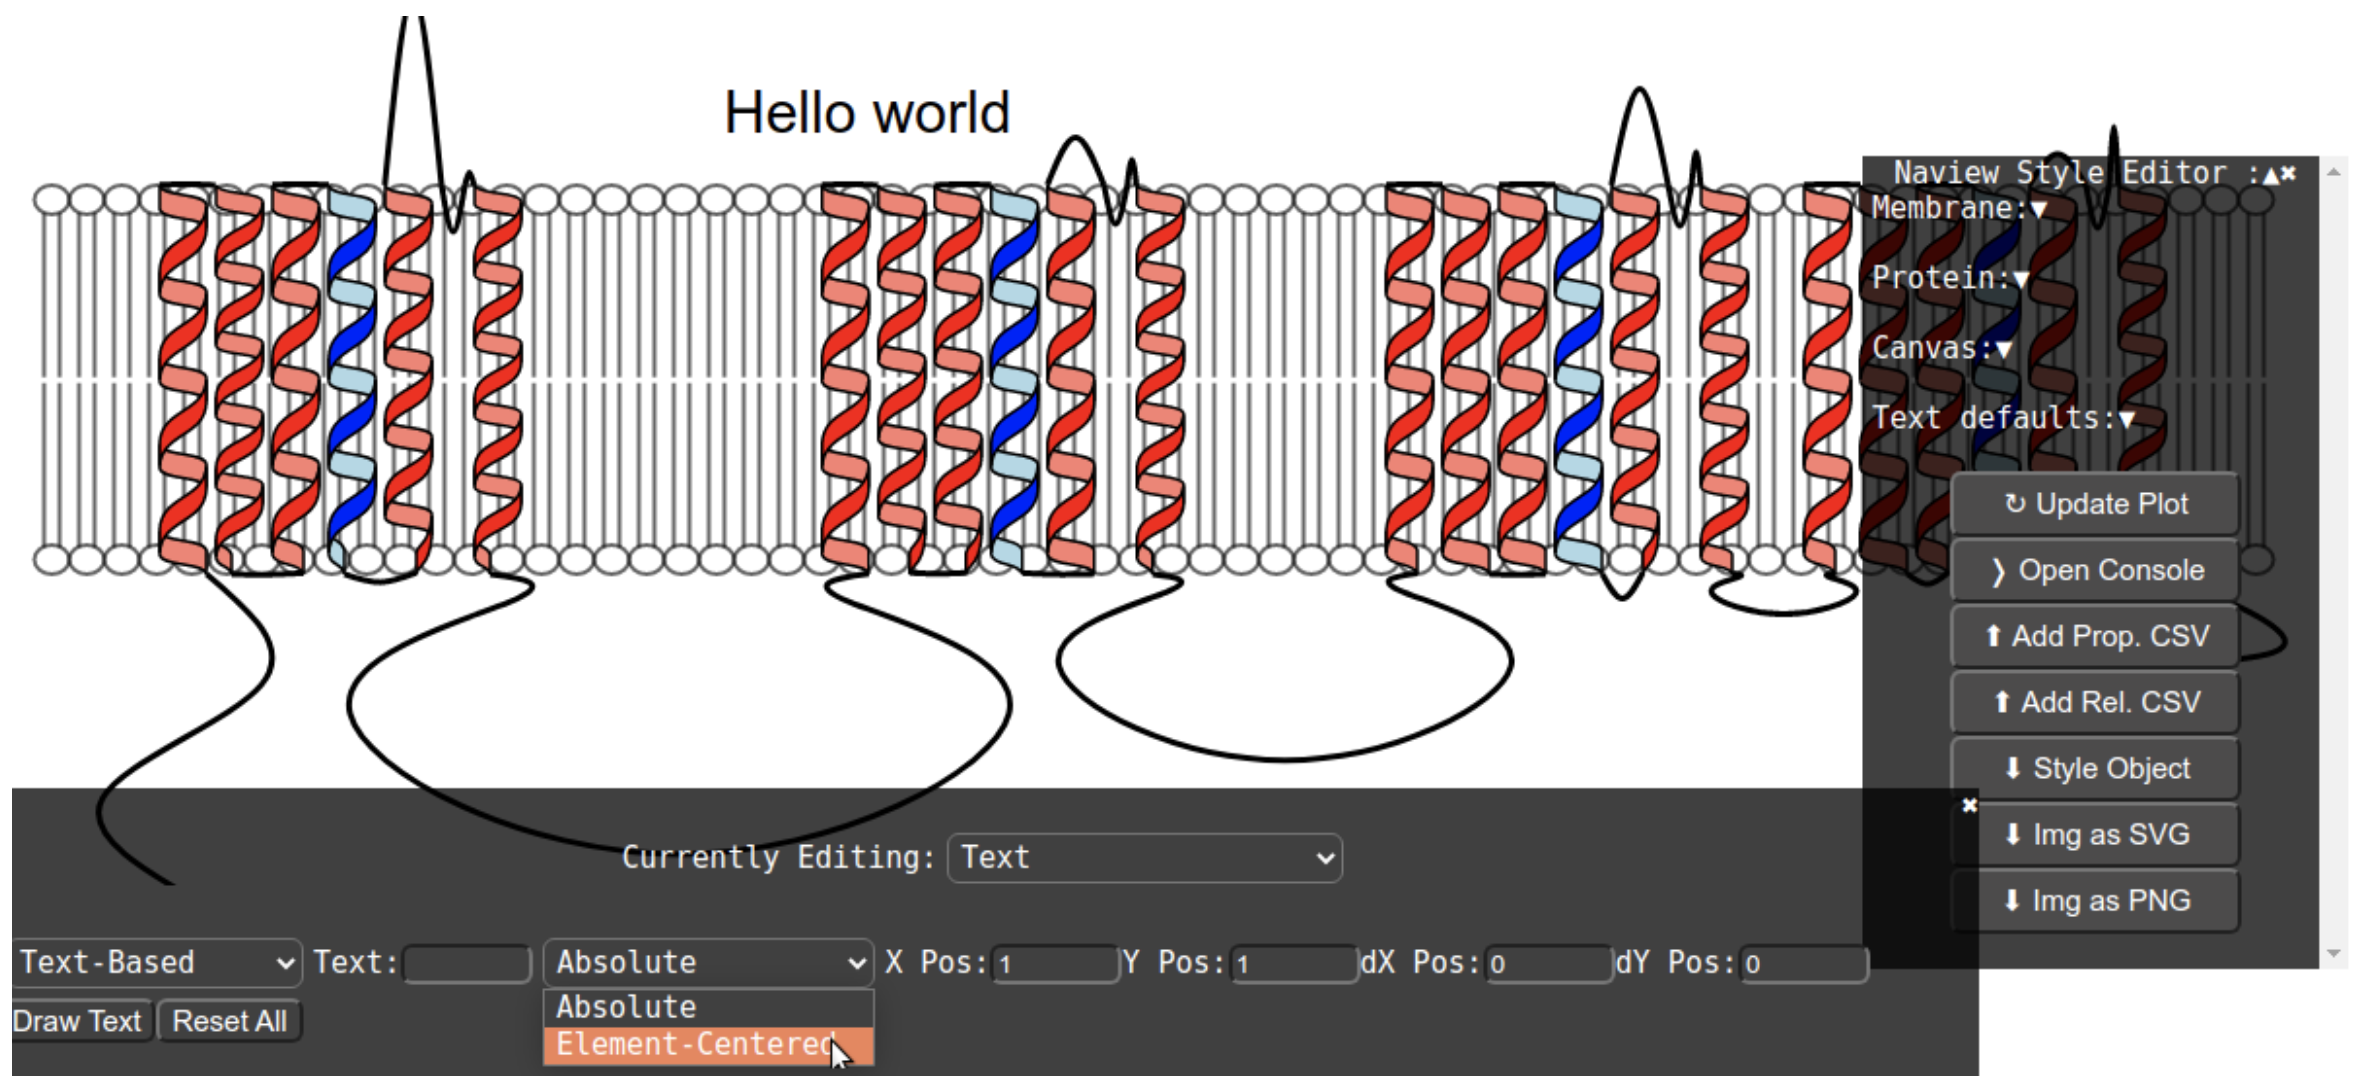 Hello world
Naview Style Editor :▲✖
Membrane:▼
Protein:▼
Canvas:▼
Text defaults:▼
↻ Update Plot
❭ Open Console
⬆ Add Prop. CSV
⬆ Add Rel. CSV
⬇ Style Object
⬇ Img as SVG
⬇ Img as PNG
✖
Currently Editing: Text
Text-Based Text: Absolute X Pos: 1 Y Pos: 1 dX Pos: 0 dY Pos: 0
Absolute
Element-Centered
Draw Text Reset All